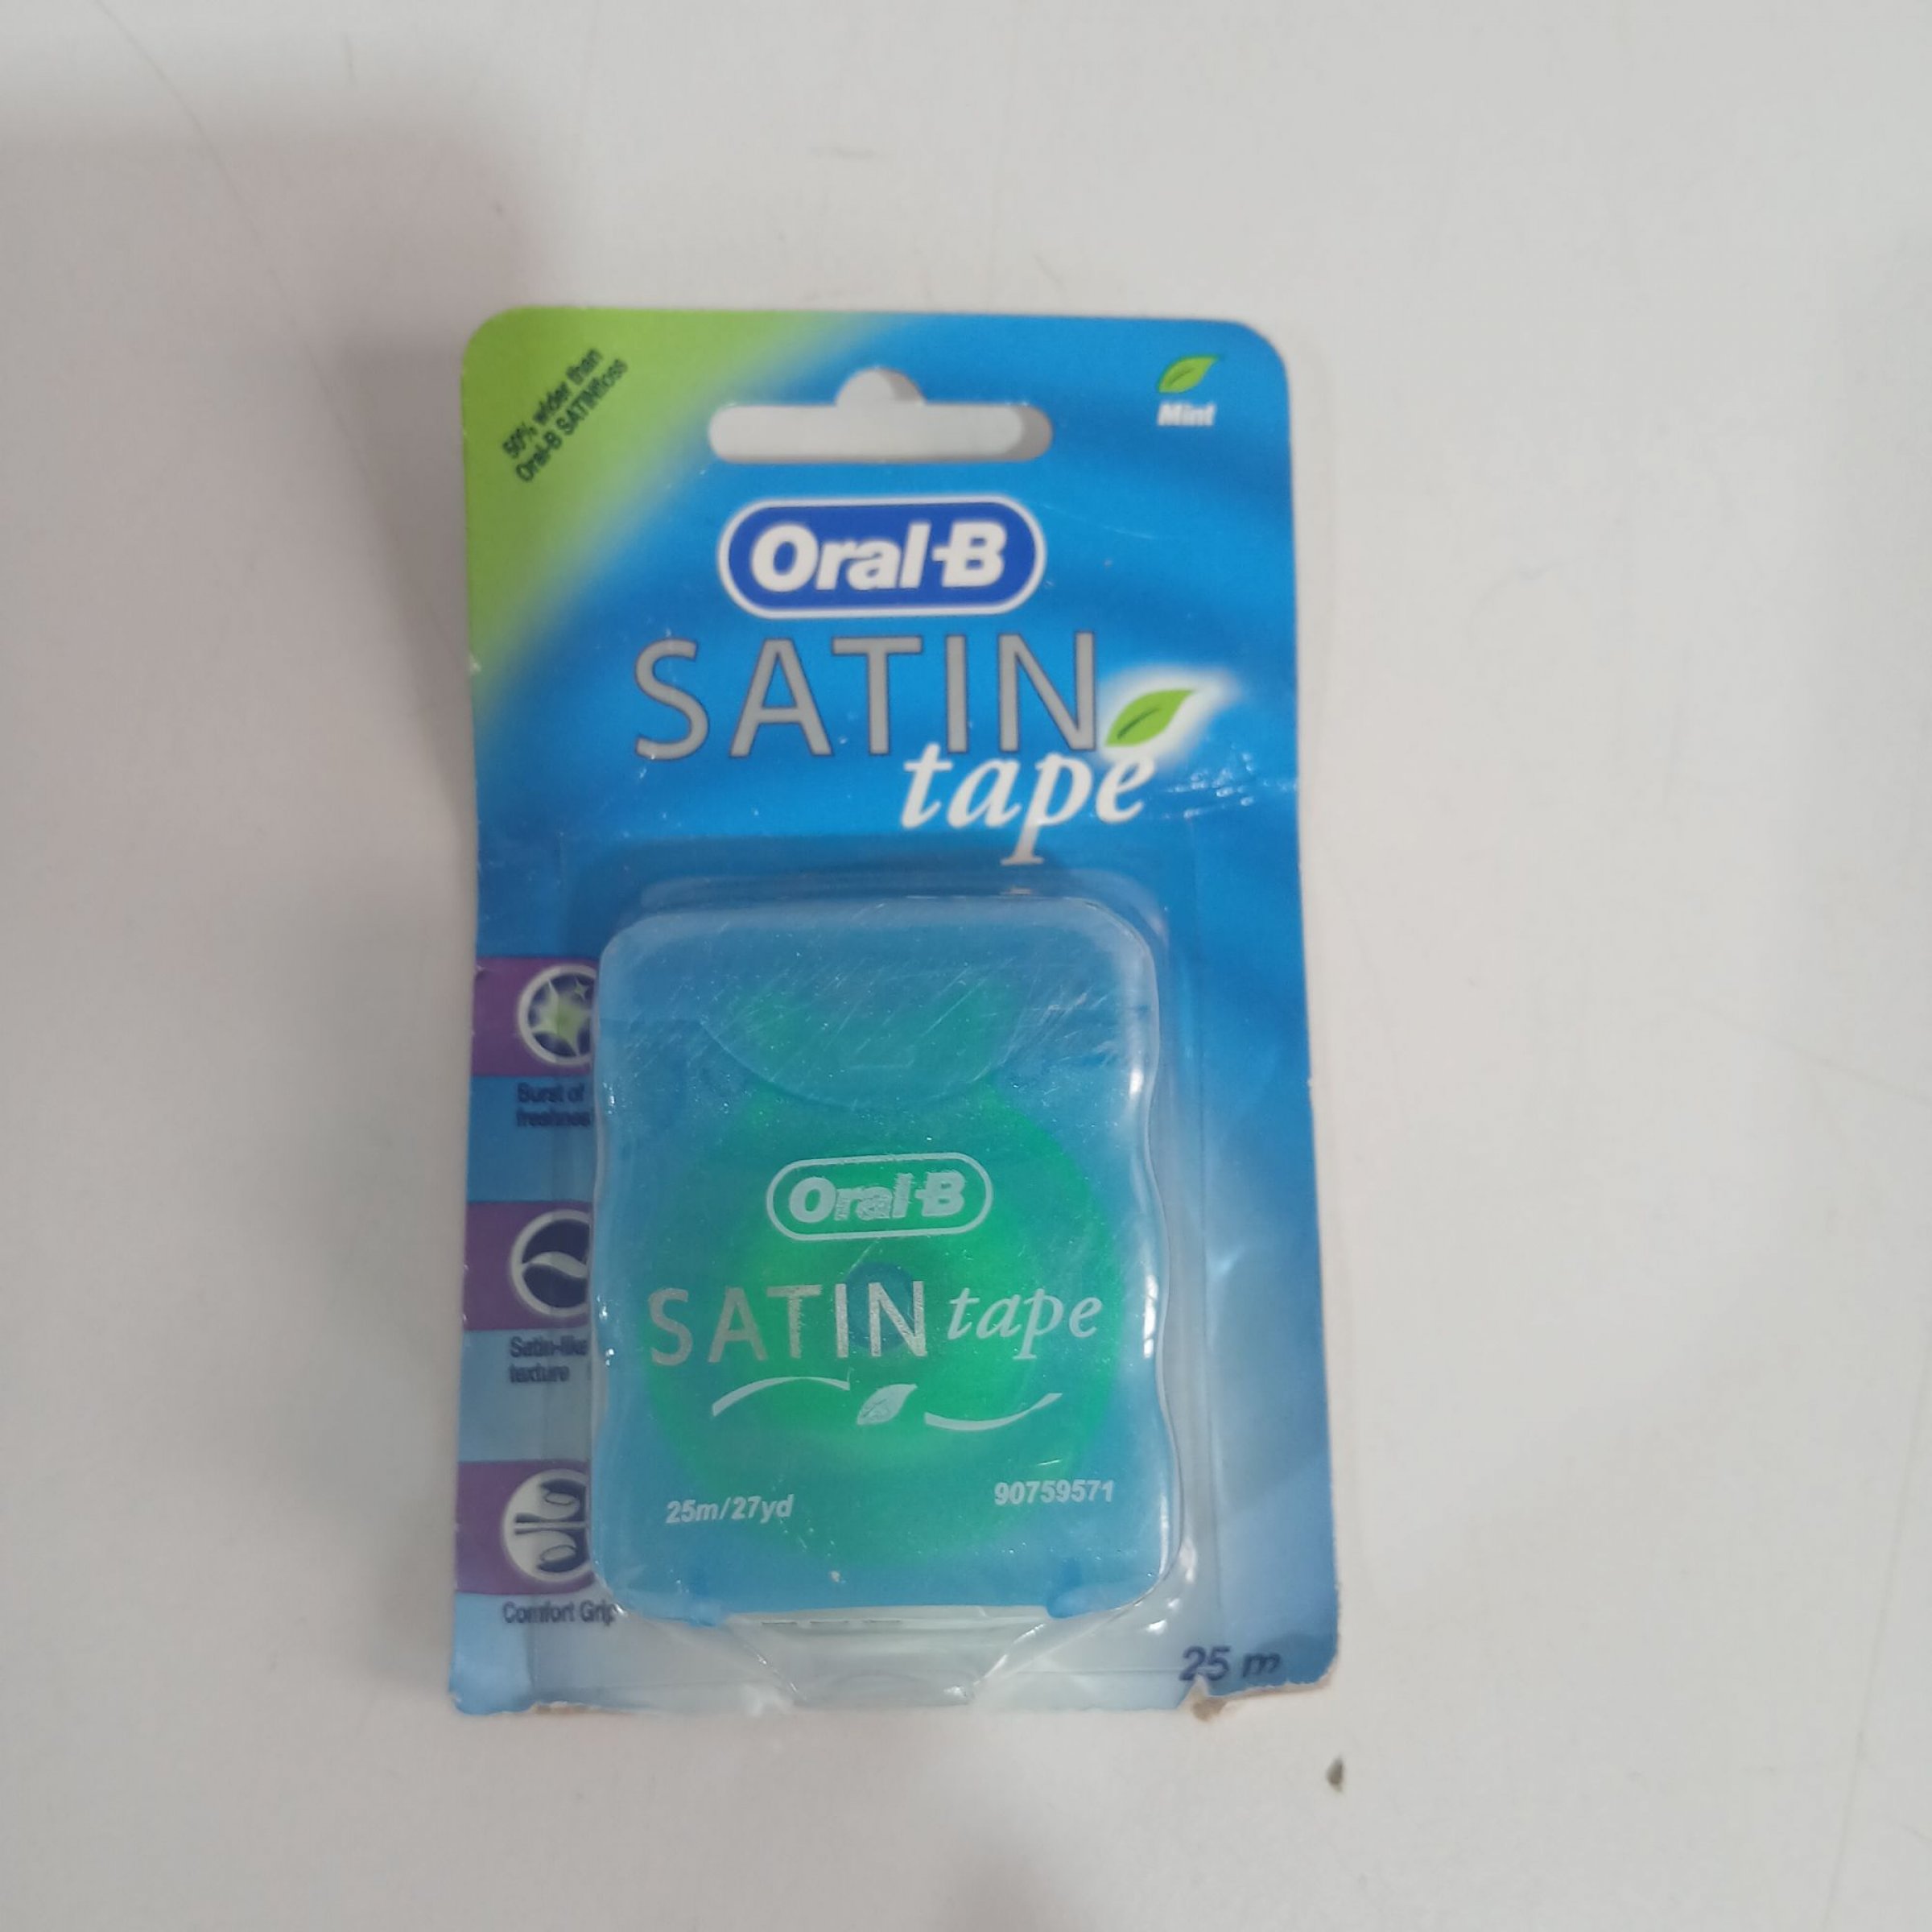 50% wider than
Oral-B SATINfloss
Mint
Oral-B
SATIN
tape
Burst of
freshness
Satin-like
texture
Comfort Grip
Oral-B
SATIN tape
25m/27yd
90759571
25 m